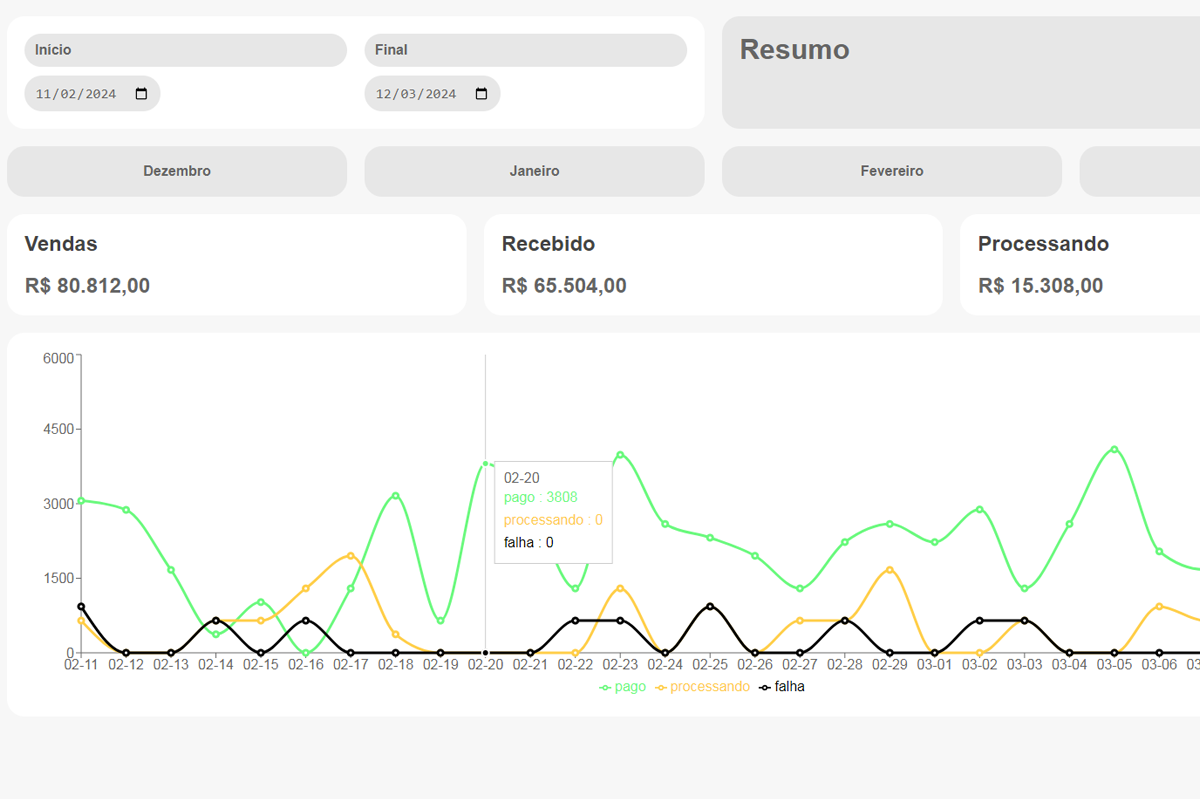 Inicio
Final
Resumo
11/02/2024
12/03/2024
Dezembro
Janeiro
Fevereiro
Vendas
R$ 80.812,00
Recebido
R$ 65.504,00
Processando
R$ 15.308,00
6000
4500
3000
1500
0
02-20
pago : 3808
processando : 0
falha : 0
02-11 02-12 02-13 02-14 02-15 02-16 02-17 02-18 02-19 02-20 02-21 02-22 02-23 02-24 02-25 02-26 02-27 02-28 02-29 03-01 03-02 03-03 03-04 03-05 03-06 03
pago processando falha